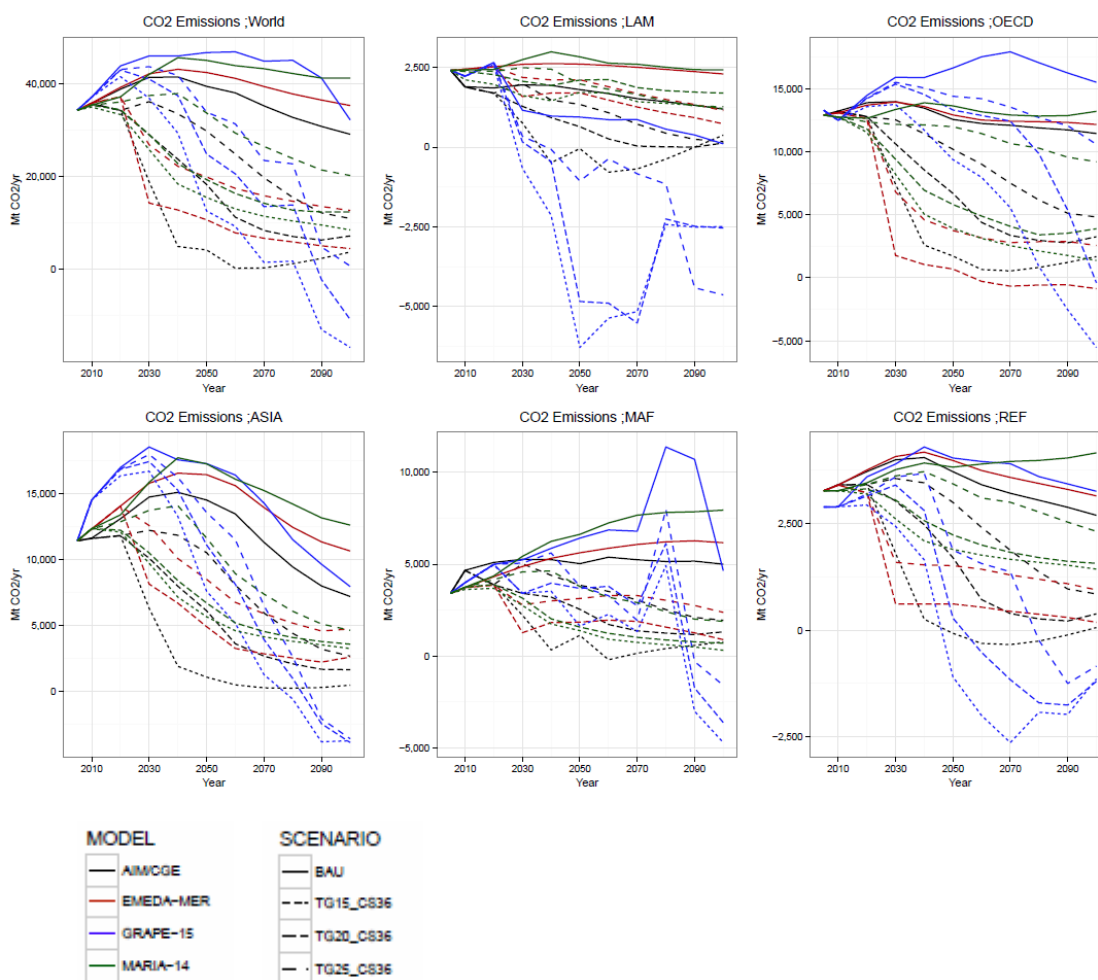 CO2 Emissions ;World
CO2 Emissions ;LAM
CO2 Emissions ;OECD
Mt CO2/yr
40,000
20,000
0
2010 2030 2050 2070 2090
Year
Mt CO2/yr
2,500
0
−2,500
−5,000
2010 2030 2050 2070 2090
Year
Mt CO2/yr
15,000
10,000
5,000
0
−5,000
2010 2030 2050 2070 2090
Year
CO2 Emissions ;ASIA
CO2 Emissions ;MAF
CO2 Emissions ;REF
Mt CO2/yr
15,000
10,000
5,000
0
2010 2030 2050 2070 2090
Year
Mt CO2/yr
10,000
5,000
0
−5,000
2010 2030 2050 2070 2090
Year
Mt CO2/yr
2,500
0
−2,500
2010 2030 2050 2070 2090
Year
MODEL
AIM/CGE
EMEDA-MER
GRAPE-15
MARIA-14
SCENARIO
BAU
TG15_CS36
TG20_CS36
TG25_CS36